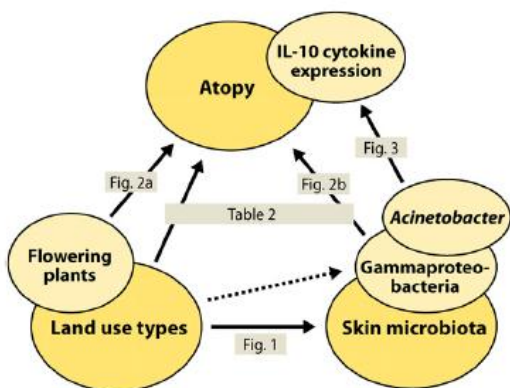 IL-10 cytokine
expression
Atopy
Fig. 3
Fig. 2a
Fig. 2b
Table 2
Acinetobacter
Flowering
plants
Gammaproteo-
bacteria
Land use types
Skin microbiota
Fig. 1